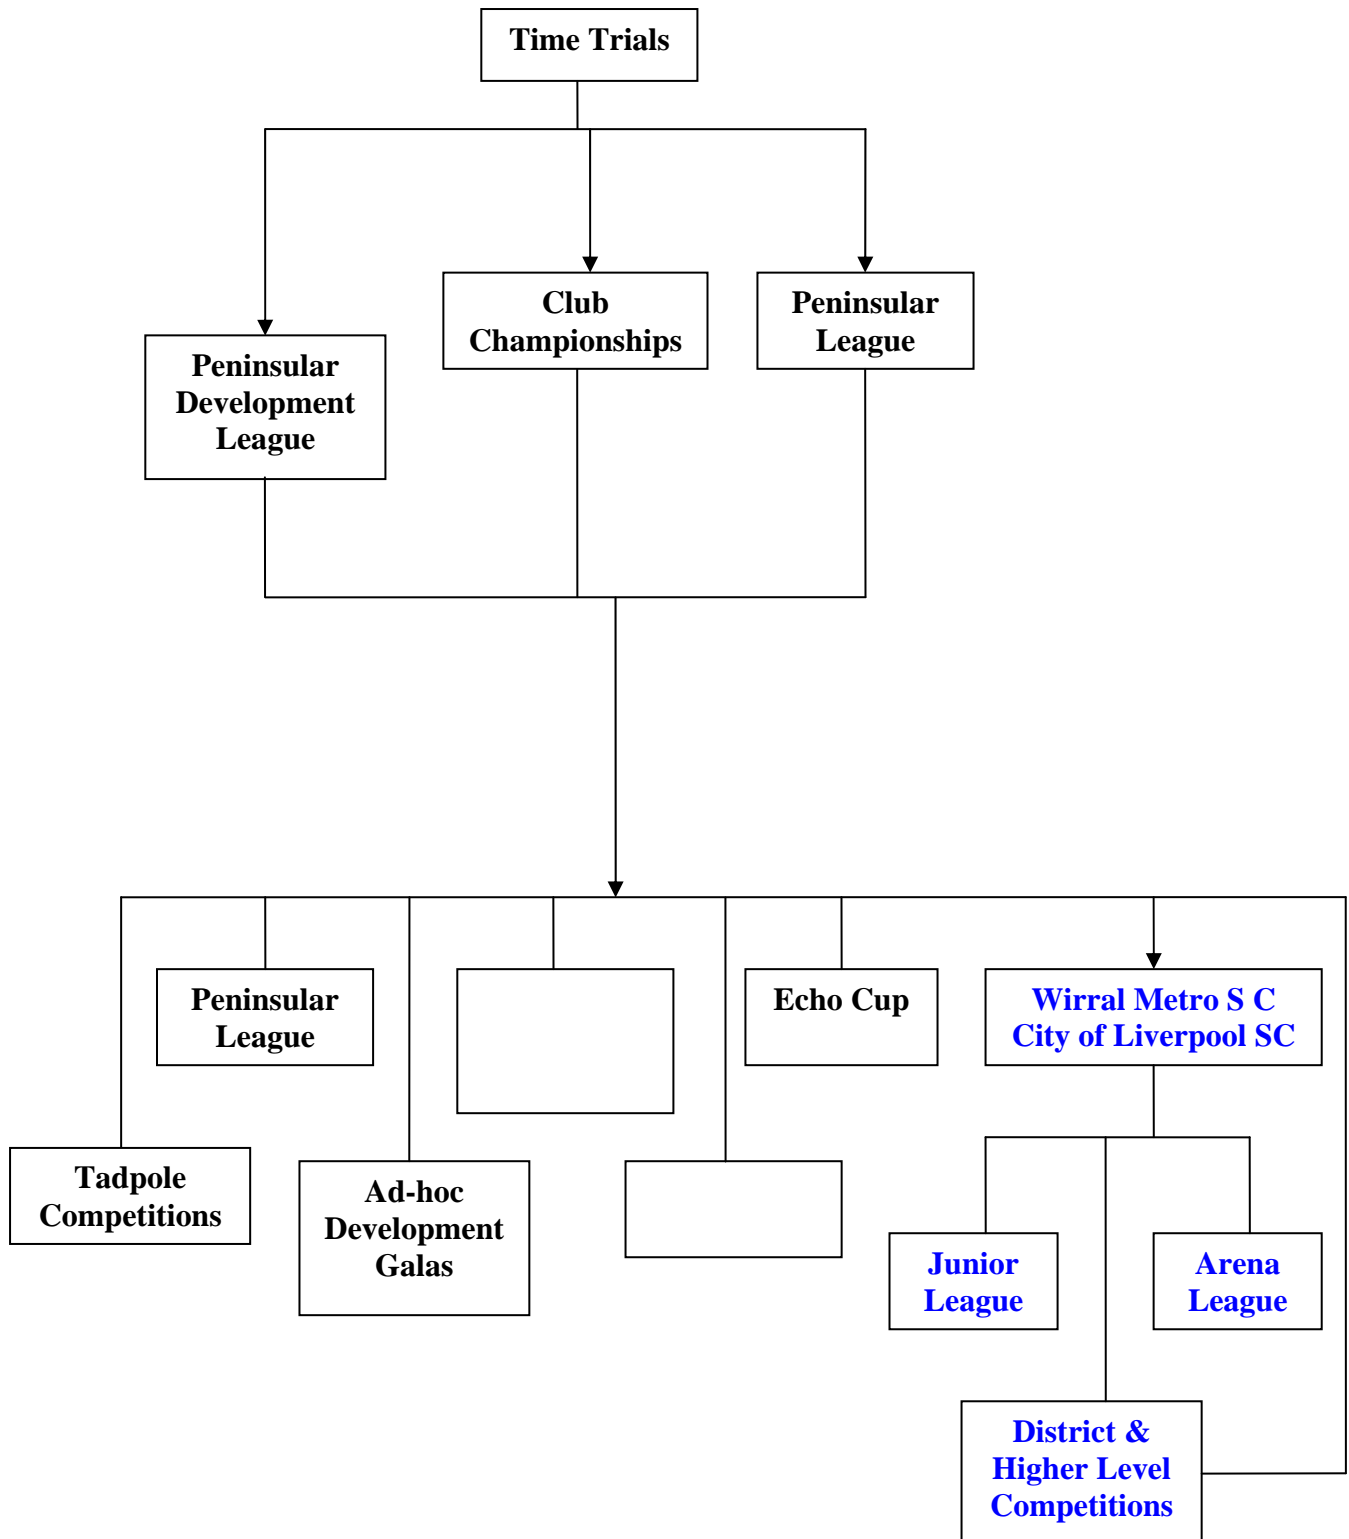 Time Trials
Club
Championships
Peninsular
League
Peninsular
Development
League
Peninsular
League
Echo Cup
Wirral Metro S C
City of Liverpool SC
Tadpole
Competitions
Ad-hoc
Development
Galas
Junior
League
Arena
League
District &
Higher Level
Competitions